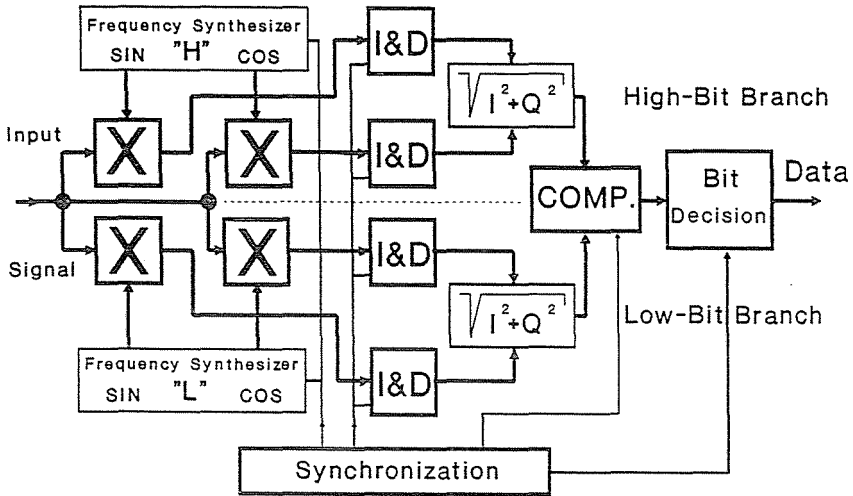 Frequency Synthesizer
SIN "H" COS
I&D
√I²+Q²
High-Bit Branch
Input
X
X
I&D
COMP.
Bit
Decision
Data
Signal
X
X
I&D
√I²+Q²
Low-Bit Branch
Frequency Synthesizer
SIN "L" COS
I&D
Synchronization